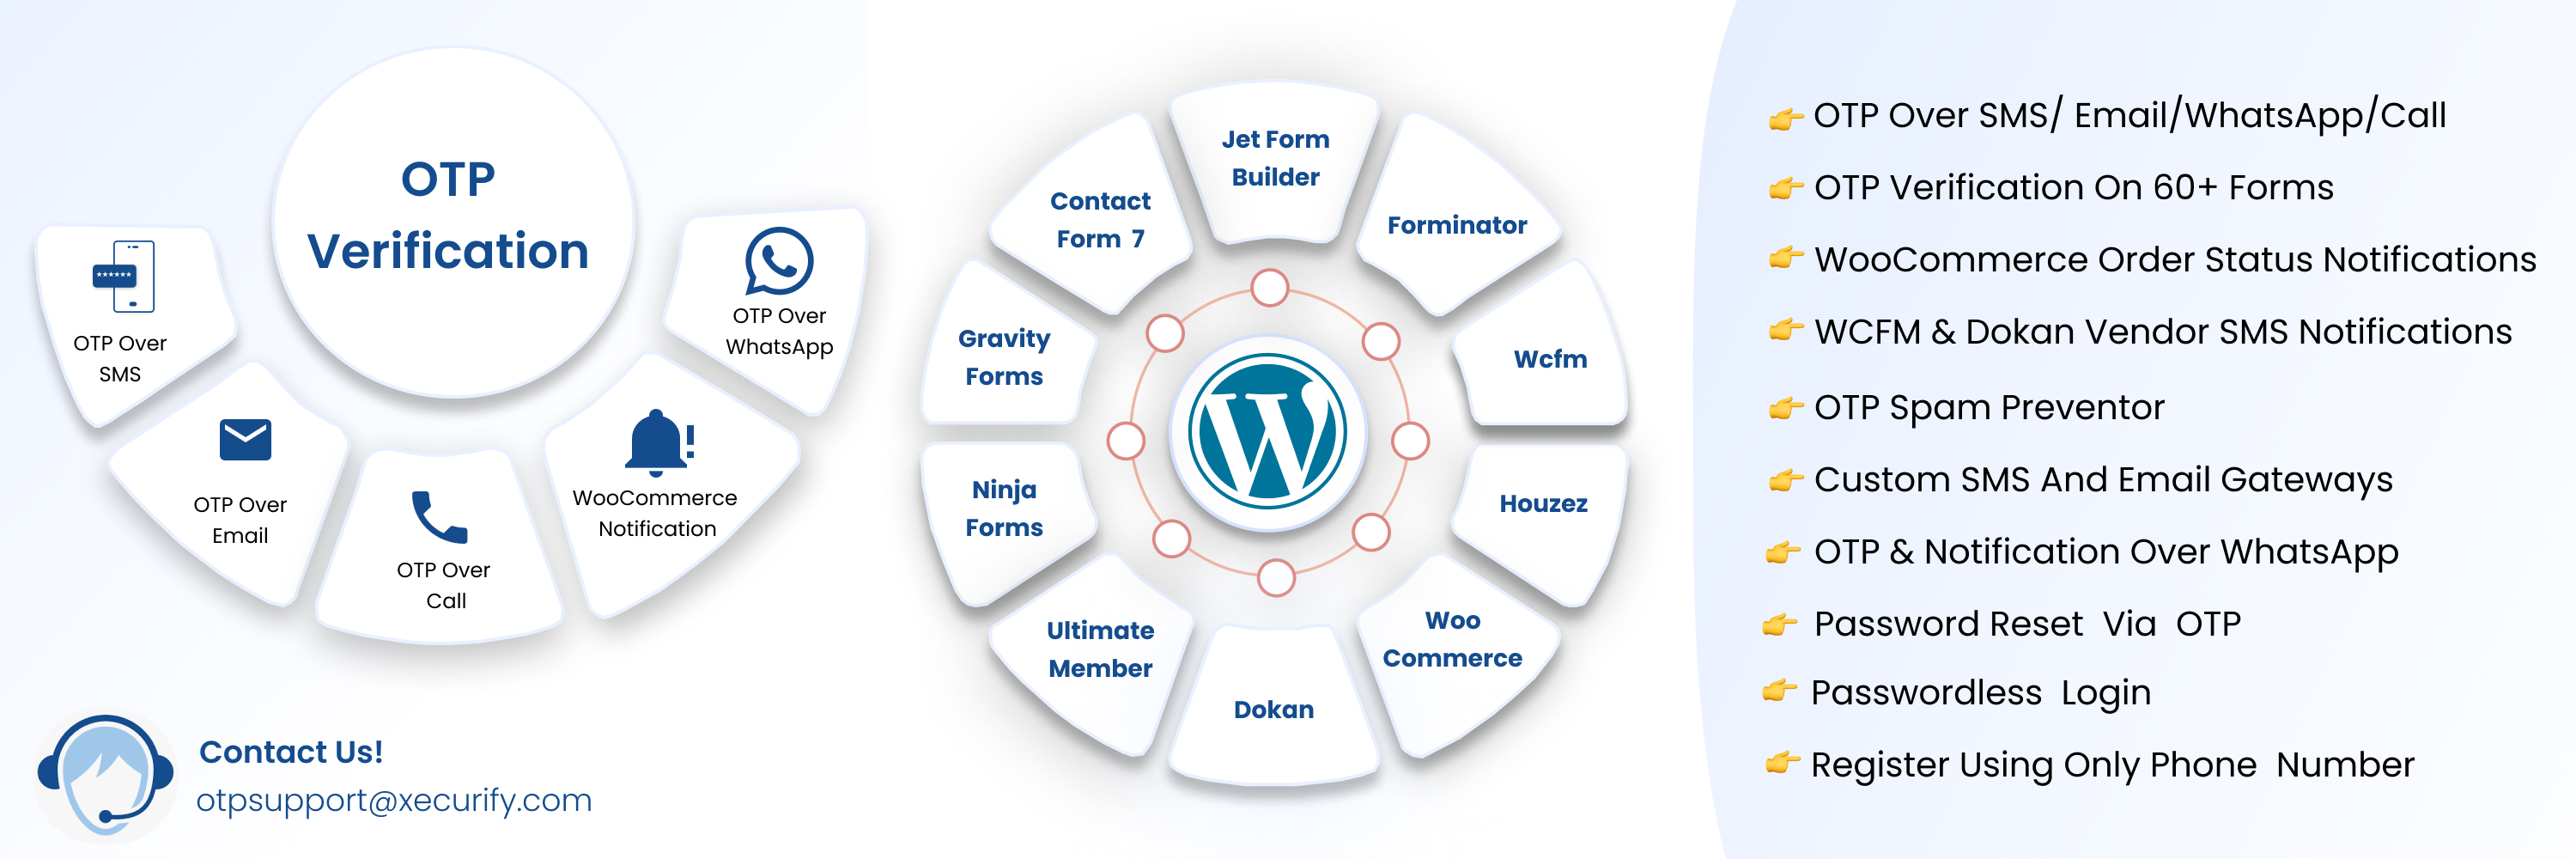 OTP
Verification
OTP Over
SMS
OTP Over
Email
OTP Over
Call
WooCommerce
Notification
OTP Over
WhatsApp
Contact Us!
otpsupport@xecurify.com
Jet Form
Builder
Forminator
Wcfm
Houzez
Woo
Commerce
Dokan
Ultimate
Member
Ninja
Forms
Gravity
Forms
Contact
Form 7
OTP Over SMS/ Email/WhatsApp/Call
OTP Verification On 60+ Forms
WooCommerce Order Status Notifications
WCFM & Dokan Vendor SMS Notifications
OTP Spam Preventor
Custom SMS And Email Gateways
OTP & Notification Over WhatsApp
Password Reset Via OTP
Passwordless Login
Register Using Only Phone Number